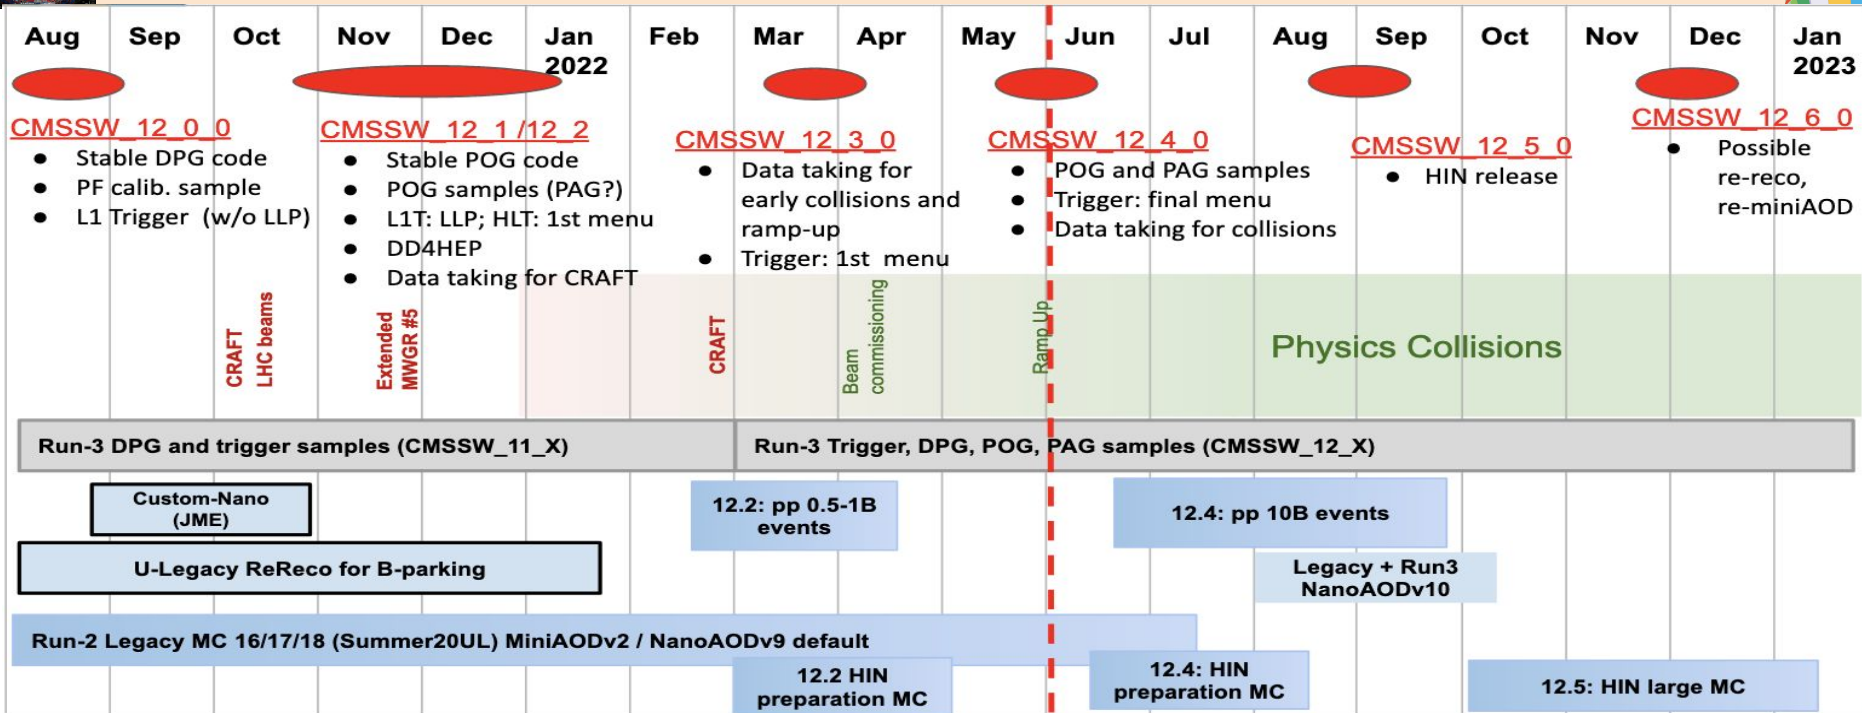 Aug Sep Oct Nov Dec Jan Feb Mar Apr May Jun Jul Aug Sep Oct Nov Dec Jan
2022 2023
CMSSW_12_0_0
● Stable DPG code
● PF calib. sample
● L1 Trigger (w/o LLP)
CMSSW_12_1 /12_2
● Stable POG code
● POG samples (PAG?)
● L1T: LLP; HLT: 1st menu
● DD4HEP
● Data taking for CRAFT
CMSSW_12_3_0
● Data taking for
early collisions and
ramp-up
● Trigger: 1st menu
CMSSW_12_4_0
● POG and PAG samples
● Trigger: final menu
● Data taking for collisions
CMSSW_12_5_0
● HIN release
CMSSW_12_6_0
● Possible
re-reco,
re-miniAOD
CRAFT
LHC beams
Extended
MWGR #5
CRAFT
Beam
commissioning
Ramp Up
Physics Collisions
Run-3 DPG and trigger samples (CMSSW_11_X)
Run-3 Trigger, DPG, POG, PAG samples (CMSSW_12_X)
Custom-Nano
(JME)
12.2: pp 0.5-1B
events
12.4: pp 10B events
U-Legacy ReReco for B-parking
Legacy + Run3
NanoAODv10
Run-2 Legacy MC 16/17/18 (Summer20UL) MiniAODv2 / NanoAODv9 default
12.2 HIN
preparation MC
12.4: HIN
preparation MC
12.5: HIN large MC